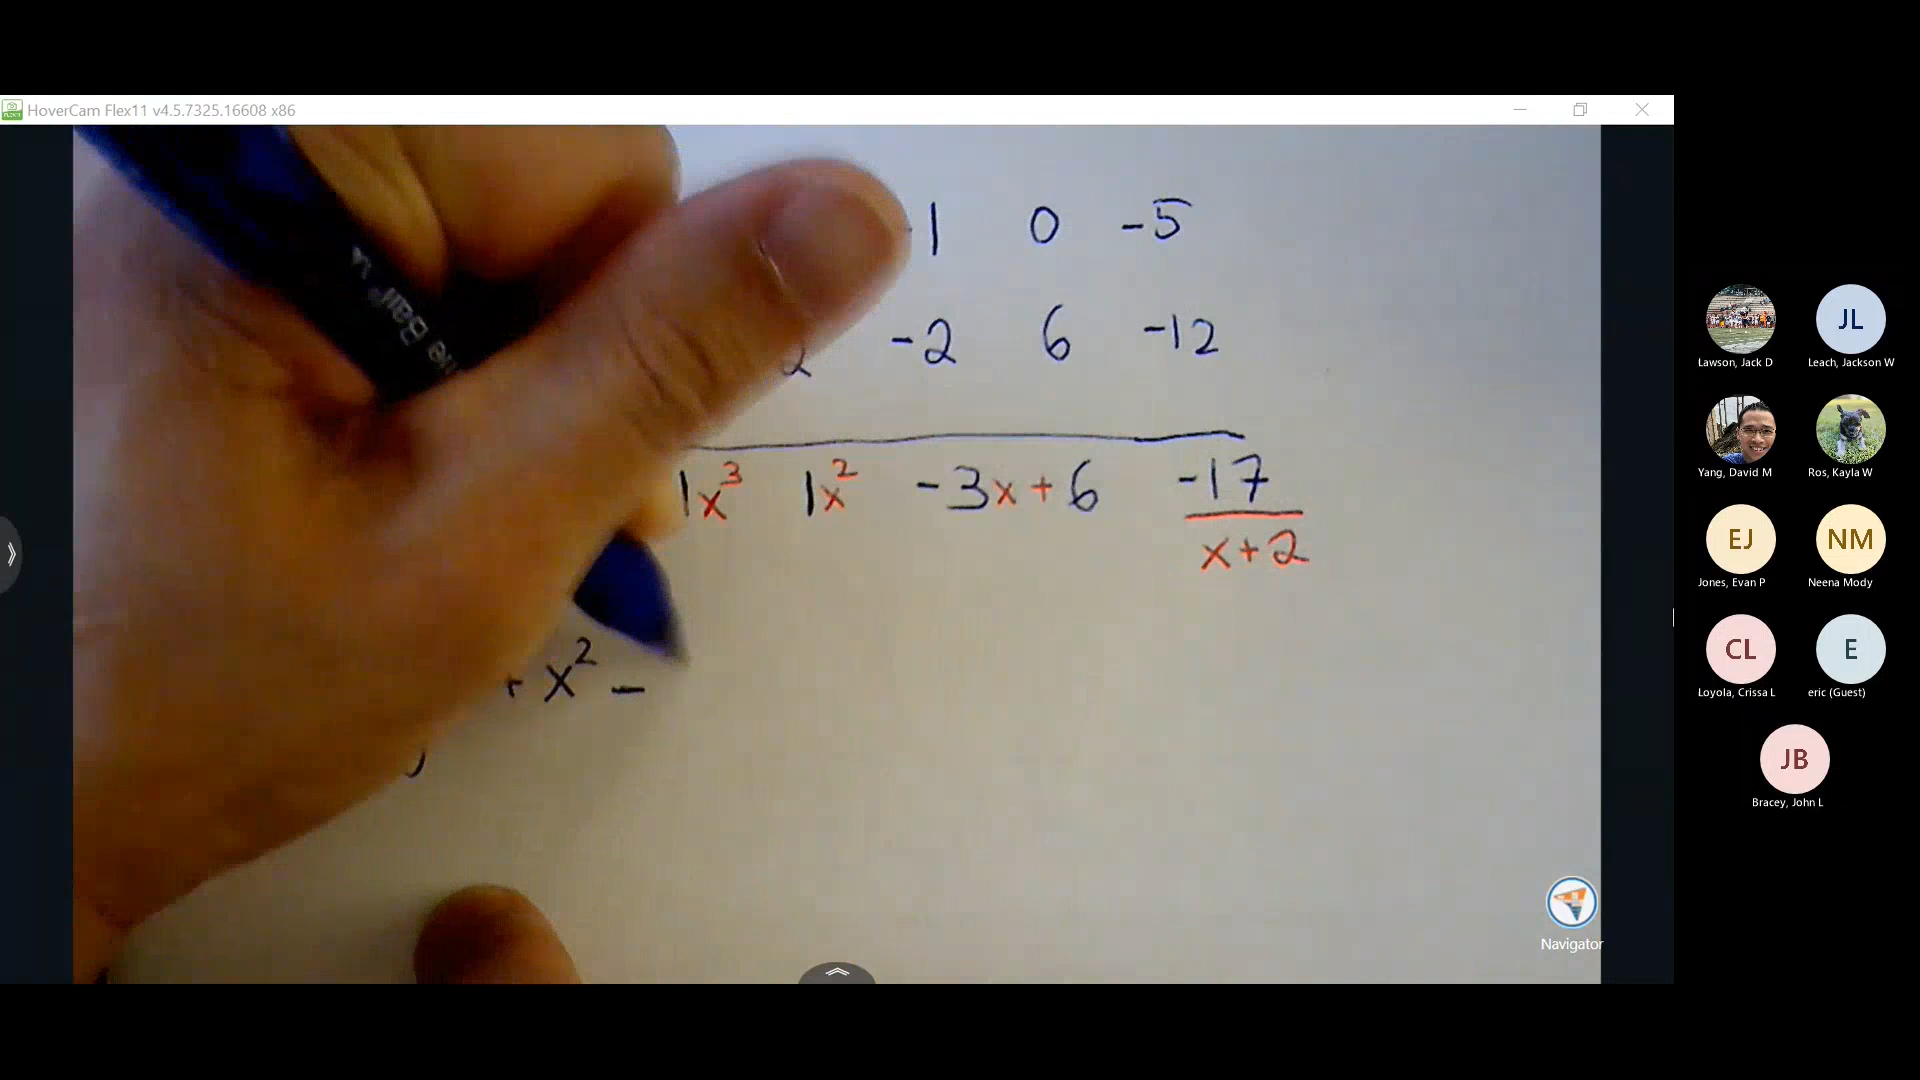 HoverCam Flex11 v4.5.7325.16608 x86
1 0 -5
-2 6 -12
1x³ 1x² -3x + 6 -17
x+2
+ x² -
Ball
Lawson, Jack D
JL
Leach, Jackson W
Yang, David M
Ros, Kayla W
EJ
Jones, Evan P
NM
Neena Mody
CL
Loyola, Crissa L
E
eric (Guest)
JB
Bracey, John L
Navigator